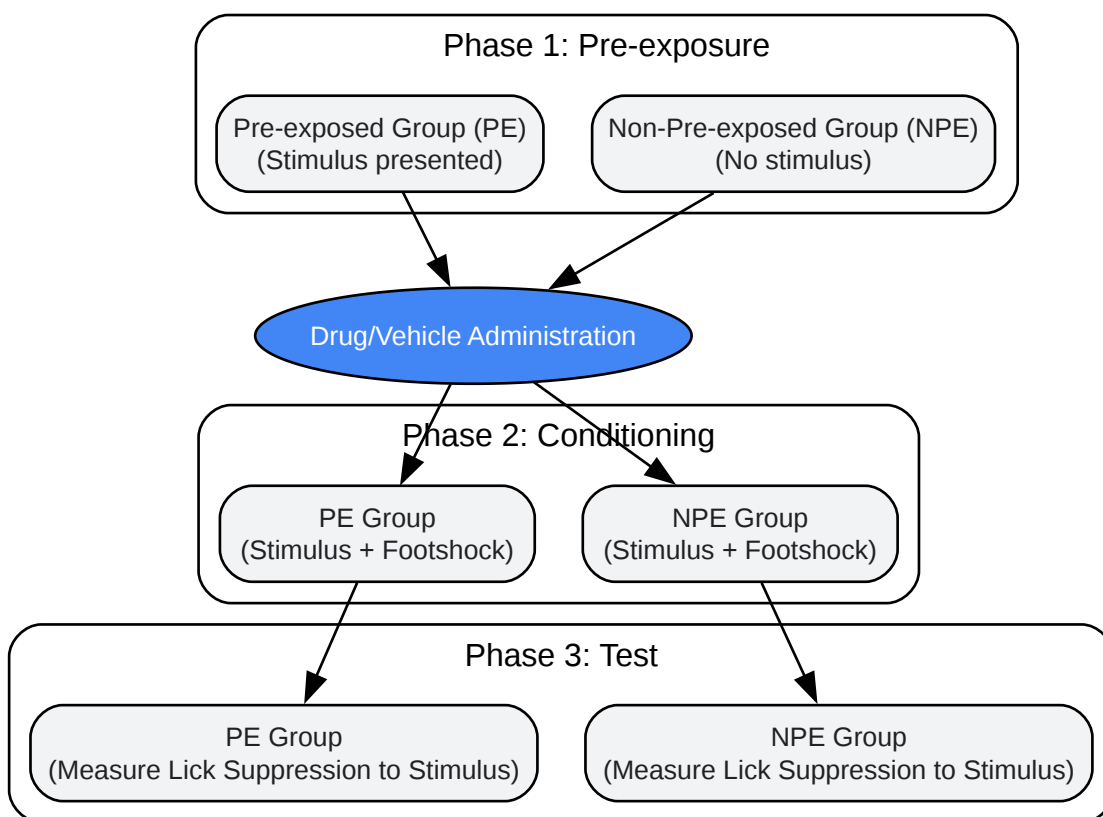 Phase 1: Pre-exposure
Pre-exposed Group (PE)
(Stimulus presented)
Non-Pre-exposed Group (NPE)
(No stimulus)
Drug/Vehicle Administration
Phase 2: Conditioning
PE Group
(Stimulus + Footshock)
NPE Group
(Stimulus + Footshock)
Phase 3: Test
PE Group
(Measure Lick Suppression to Stimulus)
NPE Group
(Measure Lick Suppression to Stimulus)